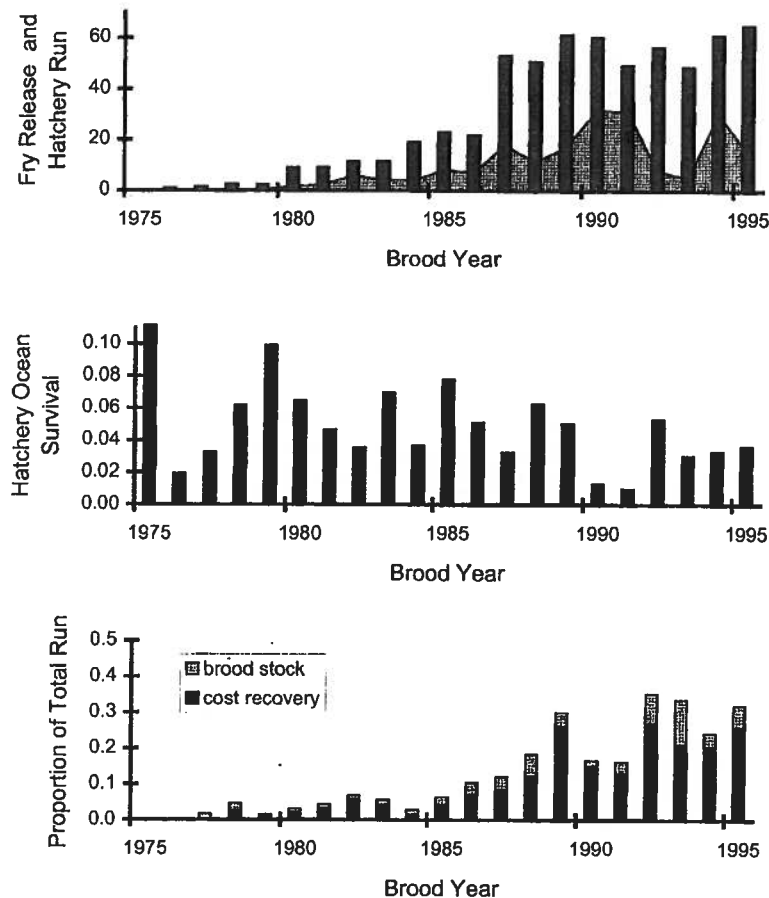 Fry Release and
Hatchery Run
60
40
20
0
1975 1980 1985 1990 1995
Brood Year
Hatchery Ocean
Survival
0.10
0.08
0.06
0.04
0.02
0.00
1975 1980 1985 1990 1995
Brood Year
Proportion of Total Run
0.5
0.4
0.3
0.2
0.1
0.0
brood stock
cost recovery
1975 1980 1985 1990 1995
Brood Year